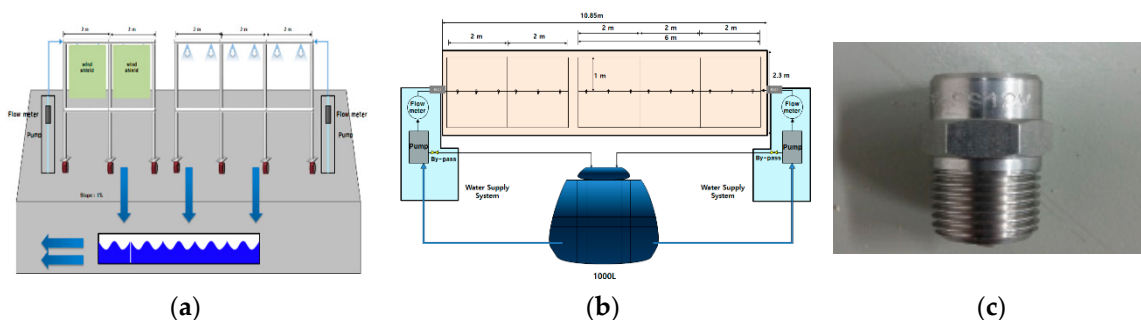 2 m
2 m
2 m
2 m
2 m
wind
shield
wind
shield
Flow meter
Pump
Flow meter
Pump
Slope : 1%
(a)
10.85m
2 m
2 m
2 m
2 m
2 m
6 m
1 m
2.3 m
Flow
meter
Flow
meter
Pump
Pump
By-pass
By-pass
Water Supply
System
Water Supply
System
1000L
(b)
(c)